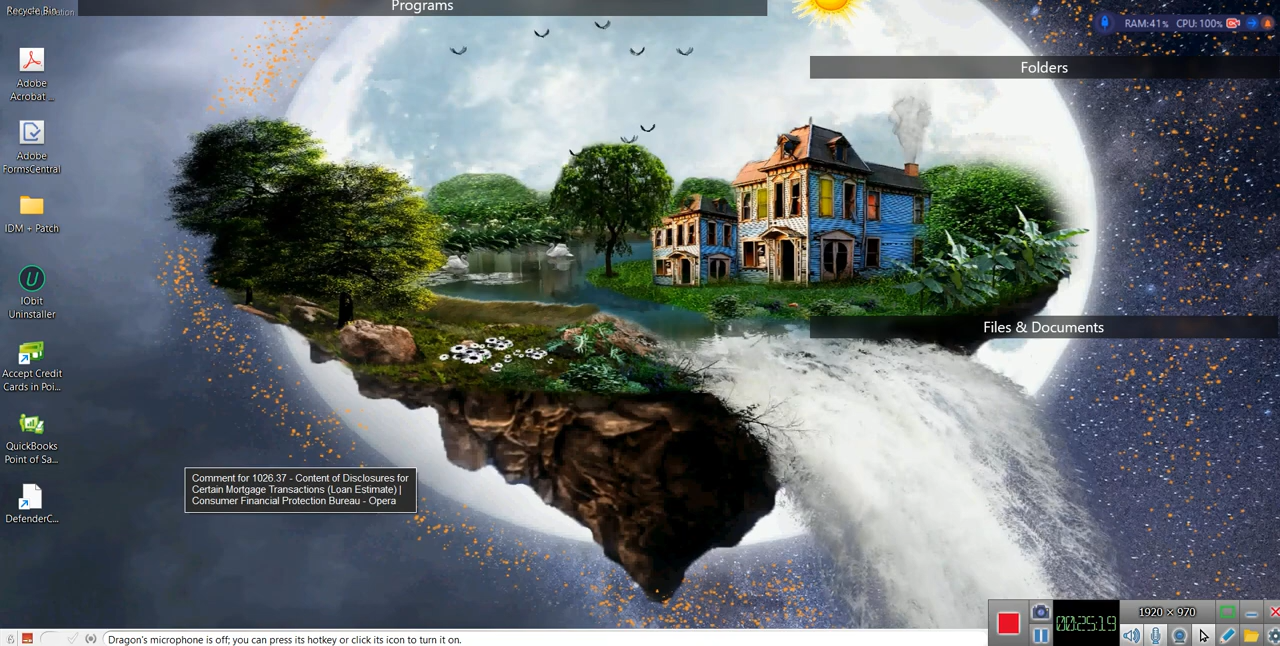 Recycle Bin
Programs
RAM:41% CPU: 100%
Folders
Adobe
Acrobat ...
Adobe
FormsCentral
IDM + Patch
IObit
Uninstaller
Files & Documents
Accept Credit
Cards in Poi...
QuickBooks
Point of Sa...
Comment for 1026.37 - Content of Disclosures for
Certain Mortgage Transactions (Loan Estimate) |
Consumer Financial Protection Bureau - Opera
DefenderC...
1920 × 970
00:25:19
Dragon's microphone is off; you can press its hotkey or click its icon to turn it on.